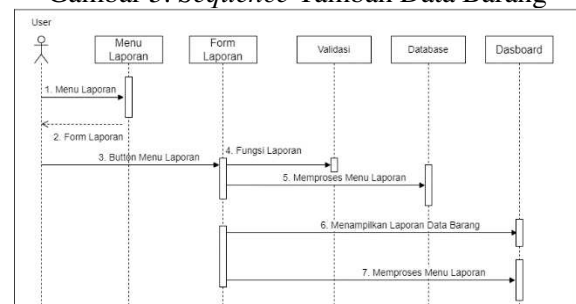 Gambar 5. Sequence Tambah Data Barang
User
Menu
Laporan
Form
Laporan
Validasi
Database
Dasboard
1. Menu Laporan
2. Form Laporan
3. Button Menu Laporan
4. Fungsi Laporan
5. Memproses Menu Laporan
6. Menampilkan Laporan Data Barang
7. Memproses Menu Laporan